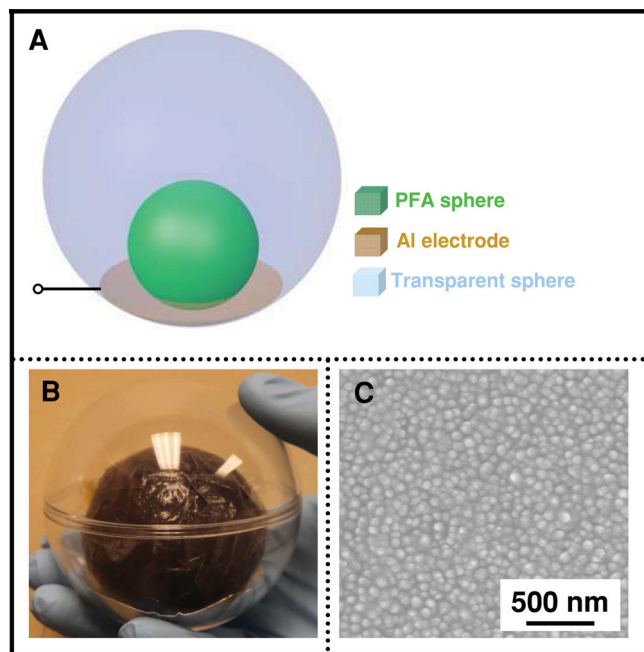 A
PFA sphere
Al electrode
Transparent sphere
B
C
500 nm